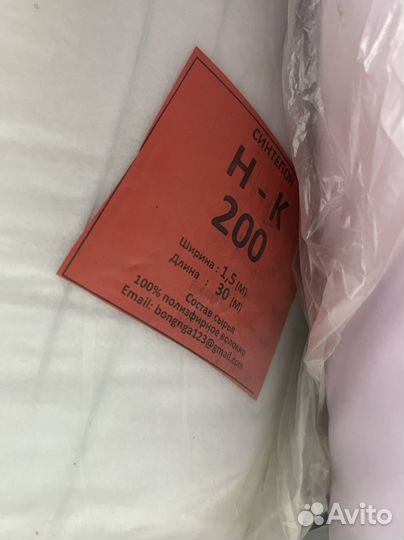 СИНТЕПОН
Н - К
200
Ширина : 1,5 (М)
Длина : 30 (М)
Состав сырья
100% полиэфирное волокно
Email: bongnga123@gmail.com
Avito